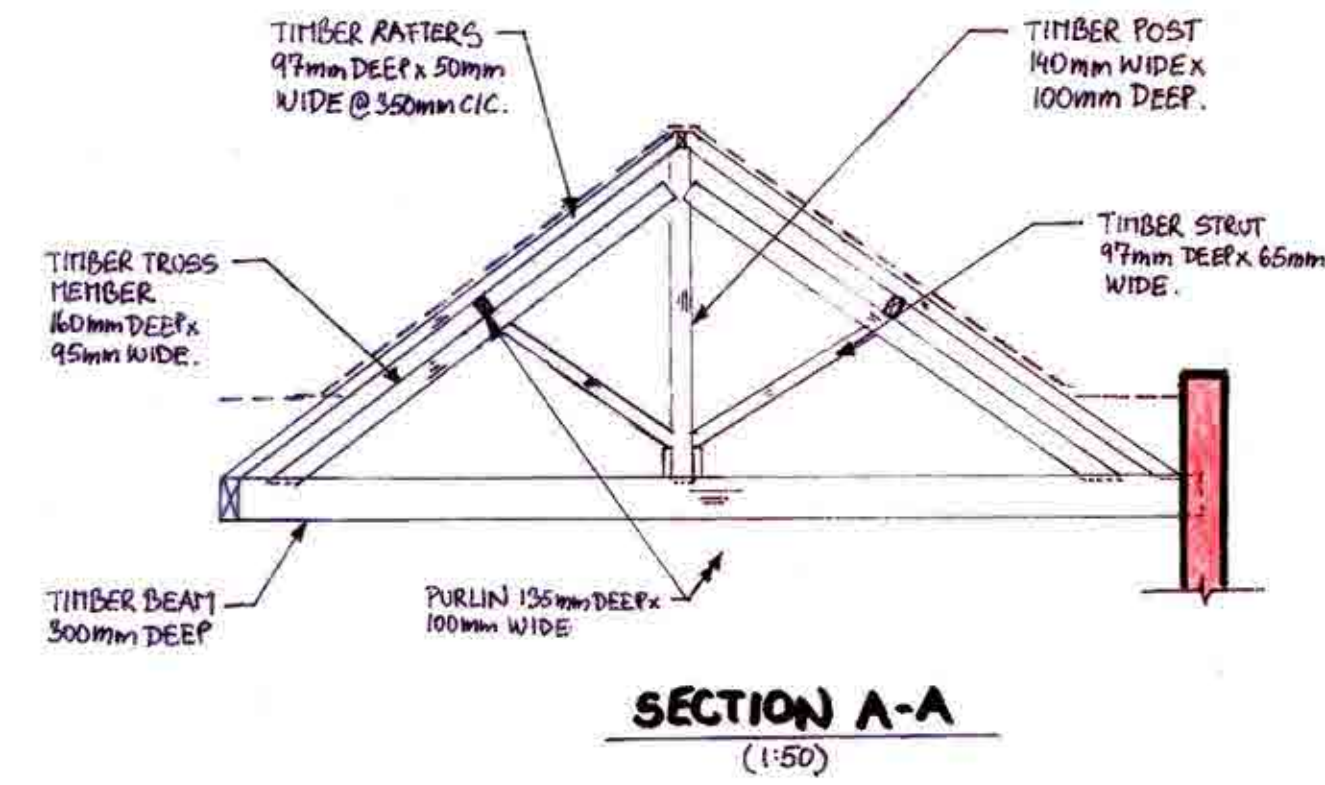 TIMBER RAFTERS
97mm DEEP x 50mm
WIDE @ 350mm C/C.
TIMBER POST
140mm WIDE x
100mm DEEP.
TIMBER TRUSS
MEMBER
160mm DEEP x
95mm WIDE.
TIMBER STRUT
97mm DEEP x 65mm
WIDE.
TIMBER BEAM
300mm DEEP
PURLIN 135mm DEEP x
100mm WIDE
SECTION A-A
(1:50)